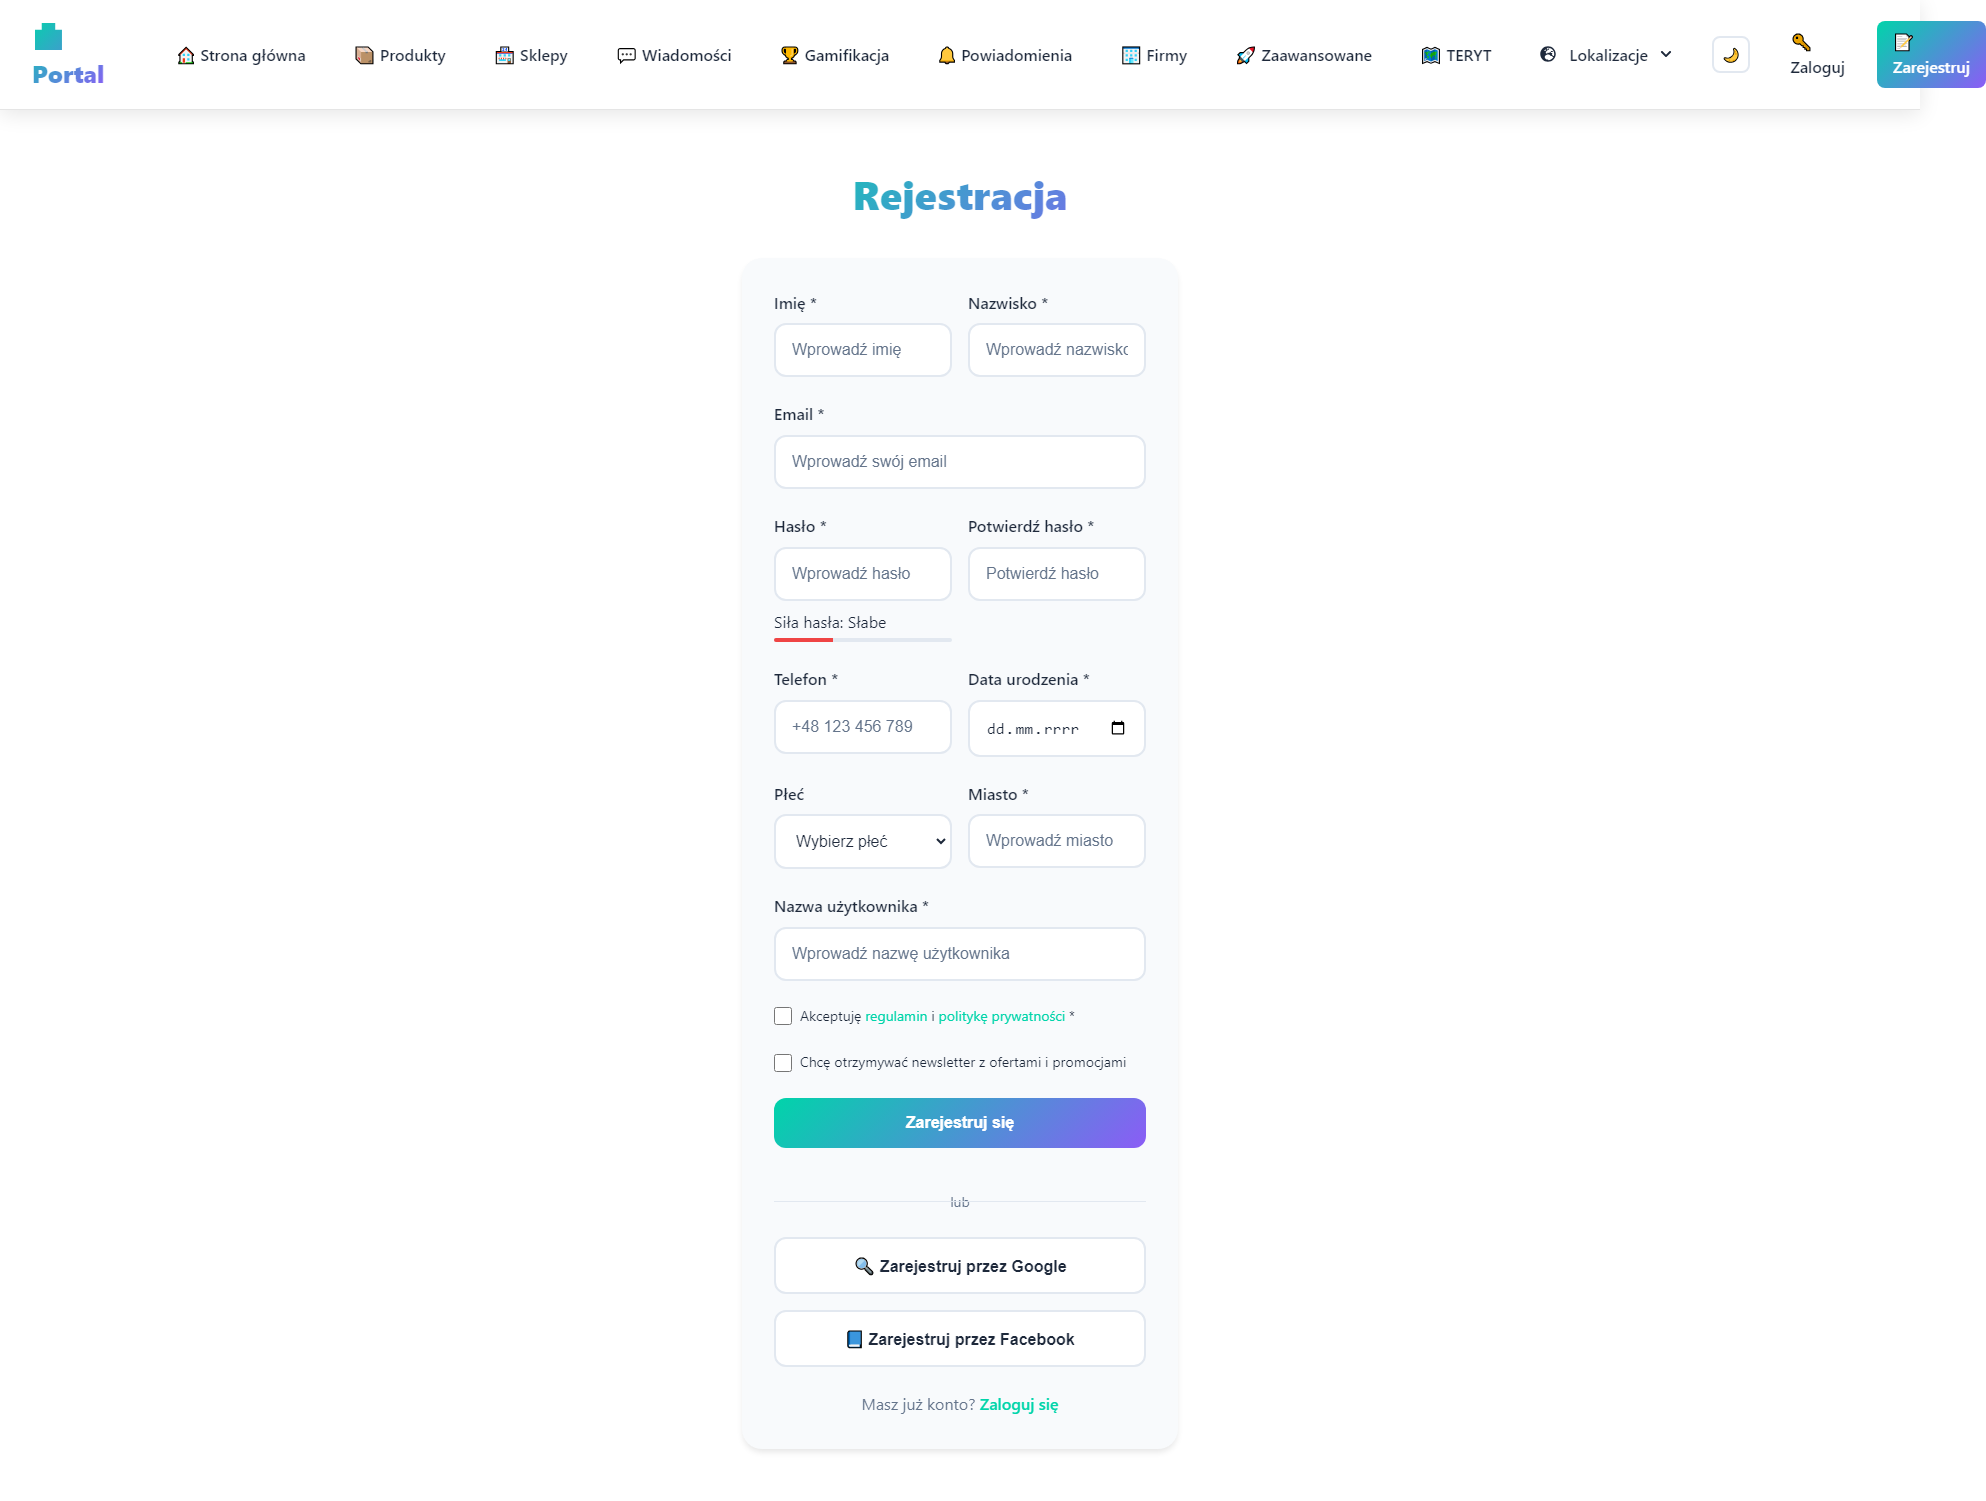 Portal
Strona główna
Produkty
Sklepy
Wiadomości
Gamifikacja
Powiadomienia
Firmy
Zaawansowane
TERYT
Lokalizacje
Zaloguj
Zarejestruj
Rejestracja
Imię *
Nazwisko *
Wprowadź imię
Wprowadź nazwisko
Email *
Wprowadź swój email
Hasło *
Potwierdź hasło *
Wprowadź hasło
Potwierdź hasło
Siła hasła: Słabe
Telefon *
Data urodzenia *
+48 123 456 789
dd.mm.rrrr
Płeć
Miasto *
Wybierz płeć
Wprowadź miasto
Nazwa użytkownika *
Wprowadź nazwę użytkownika
Akceptuję regulamin i politykę prywatności *
Chcę otrzymywać newsletter z ofertami i promocjami
Zarejestruj się
lub
Zarejestruj przez Google
Zarejestruj przez Facebook
Masz już konto? Zaloguj się